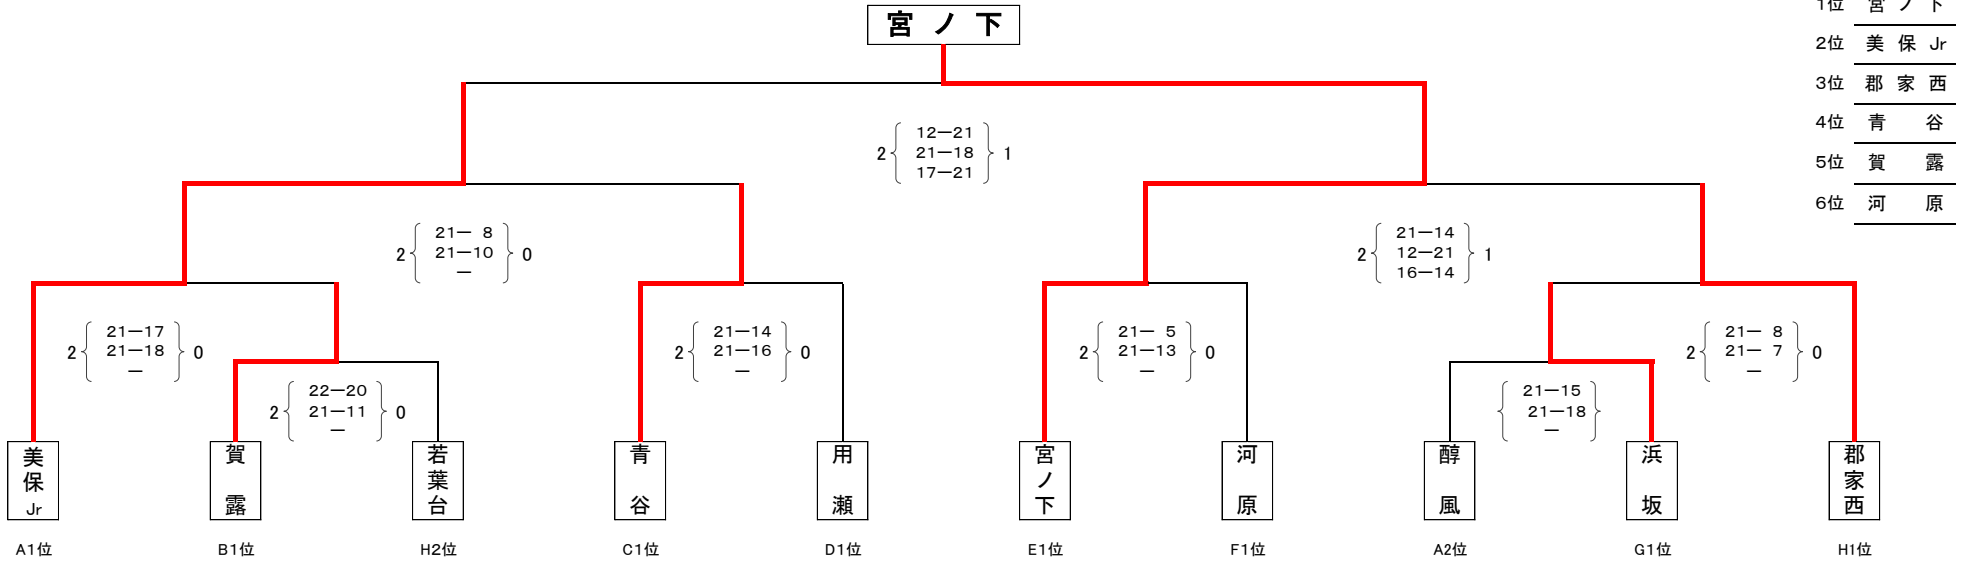 宮ノ下
1位 宮ノ下
2位 美保Jr
3位 郡家西
4位 青谷
5位 賀露
6位 河原
2 12―21 1
21―18
17―21
2 21― 8 0
21―10
―
2 21―14 1
12―21
16―14
2 21―17 0
21―18
―
2 21―14 0
21―16
―
2 21― 5 0
21―13
―
2 21― 8 0
21― 7
―
2 22―20 0
21―11
―
21―15
21―18
―
美保Jr
賀露
若葉台
青谷
用瀬
宮ノ下
河原
醇風
浜坂
郡家西
A1位 B1位 H2位 C1位 D1位 E1位 F1位 A2位 G1位 H1位